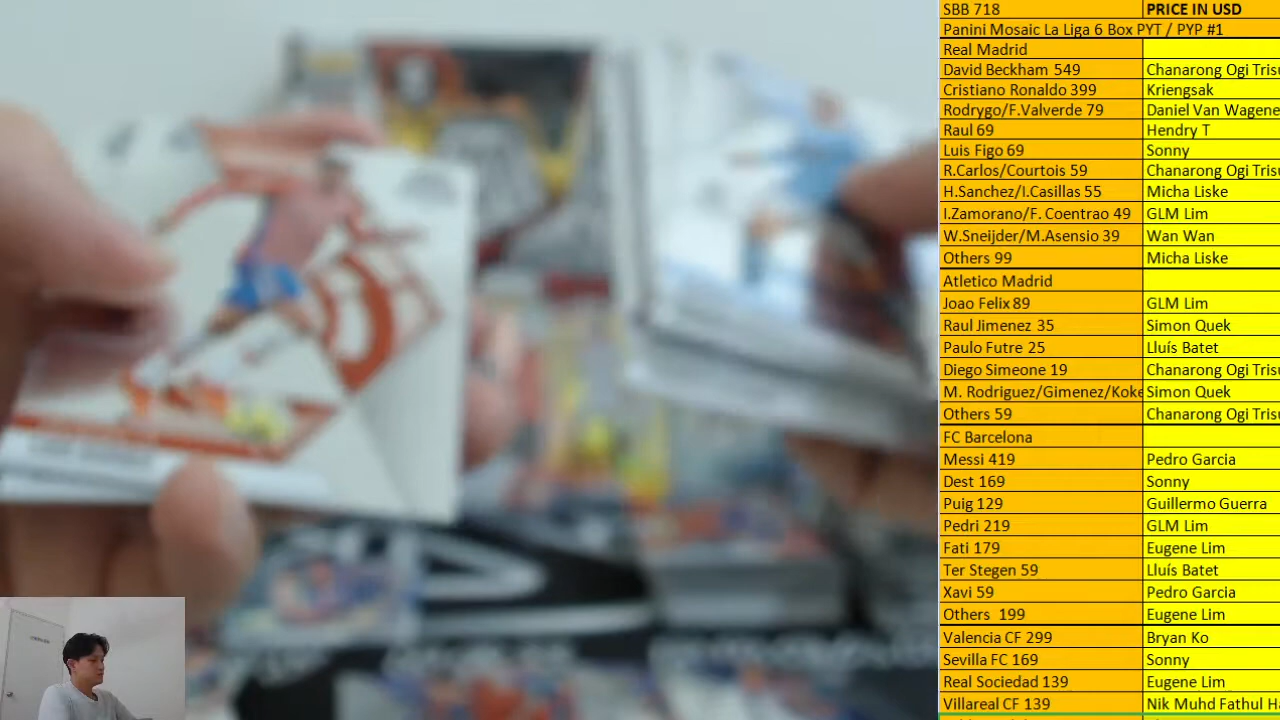 SBB 718 PRICE IN USD
Panini Mosaic La Liga 6 Box PYT / PYP #1
Real Madrid
David Beckham 549 Chanarong Ogi Trisu
Cristiano Ronaldo 399 Kriengsak
Rodrygo/F.Valverde 79 Daniel Van Wagene
Raul 69 Hendry T
Luis Figo 69 Sonny
R.Carlos/Courtois 59 Chanarong Ogi Trisu
H.Sanchez/I.Casillas 55 Micha Liske
I.Zamorano/F. Coentrao 49 GLM Lim
W.Sneijder/M.Asensio 39 Wan Wan
Others 99 Micha Liske
Atletico Madrid
Joao Felix 89 GLM Lim
Raul Jimenez 35 Simon Quek
Paulo Futre 25 Lluís Batet
Diego Simeone 19 Chanarong Ogi Trisu
M. Rodriguez/Gimenez/Koke Simon Quek
Others 59 Chanarong Ogi Trisu
FC Barcelona
Messi 419 Pedro Garcia
Dest 169 Sonny
Puig 129 Guillermo Guerra
Pedri 219 GLM Lim
Fati 179 Eugene Lim
Ter Stegen 59 Lluís Batet
Xavi 59 Pedro Garcia
Others 199 Eugene Lim
Valencia CF 299 Bryan Ko
Sevilla FC 169 Sonny
Real Sociedad 139 Eugene Lim
Villareal CF 139 Nik Muhd Fathul Ha